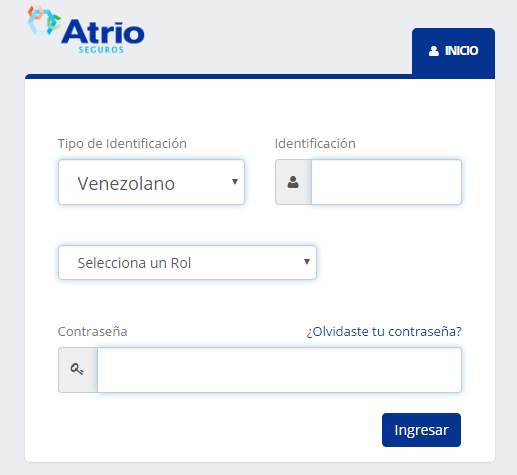 Atrio
SEGUROS
INICIO
Tipo de Identificación
Identificación
Venezolano
Selecciona un Rol
Contraseña
¿Olvidaste tu contraseña?
Ingresar